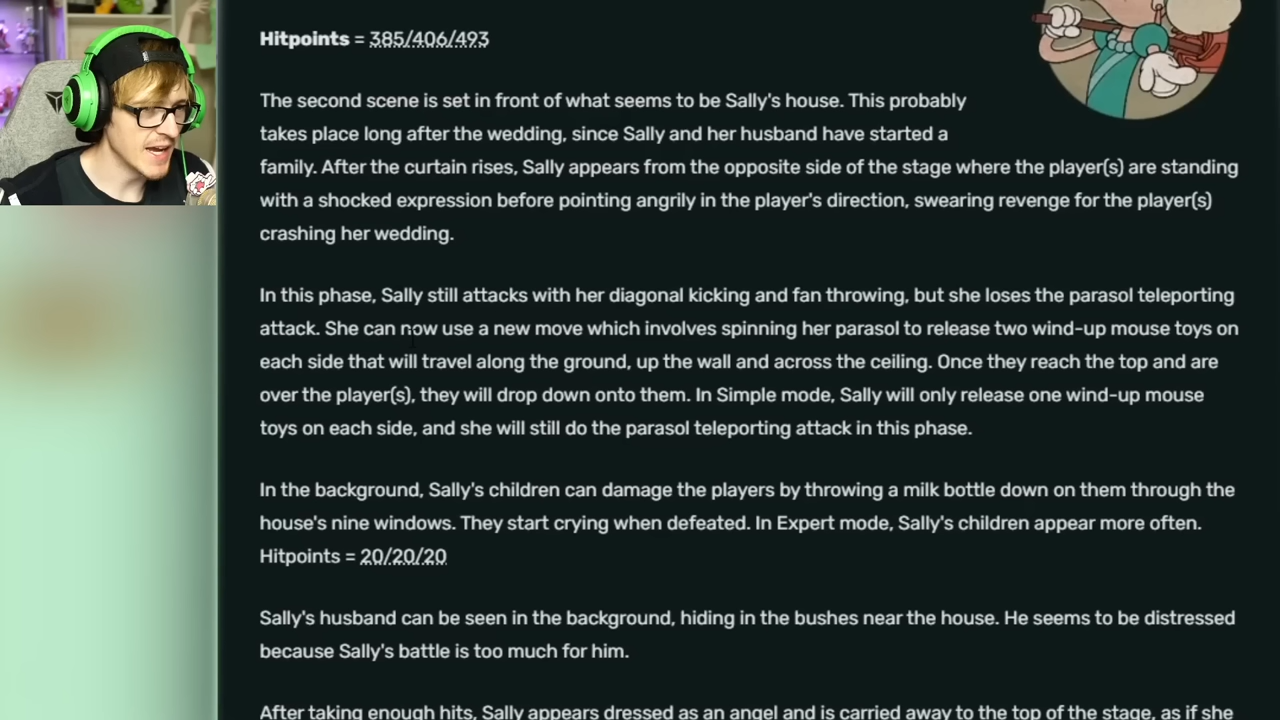 Hitpoints = 385/406/493
The second scene is set in front of what seems to be Sally's house. This probably
takes place long after the wedding, since Sally and her husband have started a
family. After the curtain rises, Sally appears from the opposite side of the stage where the player(s) are standing
with a shocked expression before pointing angrily in the player's direction, swearing revenge for the player(s)
crashing her wedding.
In this phase, Sally still attacks with her diagonal kicking and fan throwing, but she loses the parasol teleporting
attack. She can now use a new move which involves spinning her parasol to release two wind-up mouse toys on
each side that will travel along the ground, up the wall and across the ceiling. Once they reach the top and are
over the player(s), they will drop down onto them. In Simple mode, Sally will only release one wind-up mouse
toys on each side, and she will still do the parasol teleporting attack in this phase.
In the background, Sally's children can damage the players by throwing a milk bottle down on them through the
house's nine windows. They start crying when defeated. In Expert mode, Sally's children appear more often.
Hitpoints = 20/20/20
Sally's husband can be seen in the background, hiding in the bushes near the house. He seems to be distressed
because Sally's battle is too much for him.
After taking enough hits, Sally appears dressed as an angel and is carried away to the top of the stage, as if she